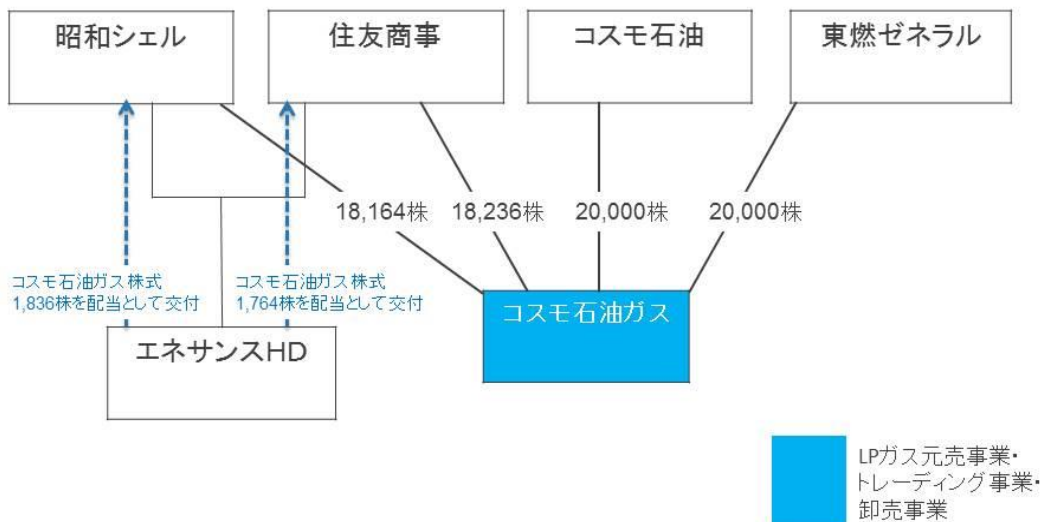 昭和シェル
住友商事
コスモ石油
東燃ゼネラル
18,164株
18,236株
20,000株
20,000株
コスモ石油ガス株式
1,836株を配当として交付
コスモ石油ガス株式
1,764株を配当として交付
コスモ石油ガス
エネサンスHD
LPガス元売事業・
トレーディング事業・
卸売事業